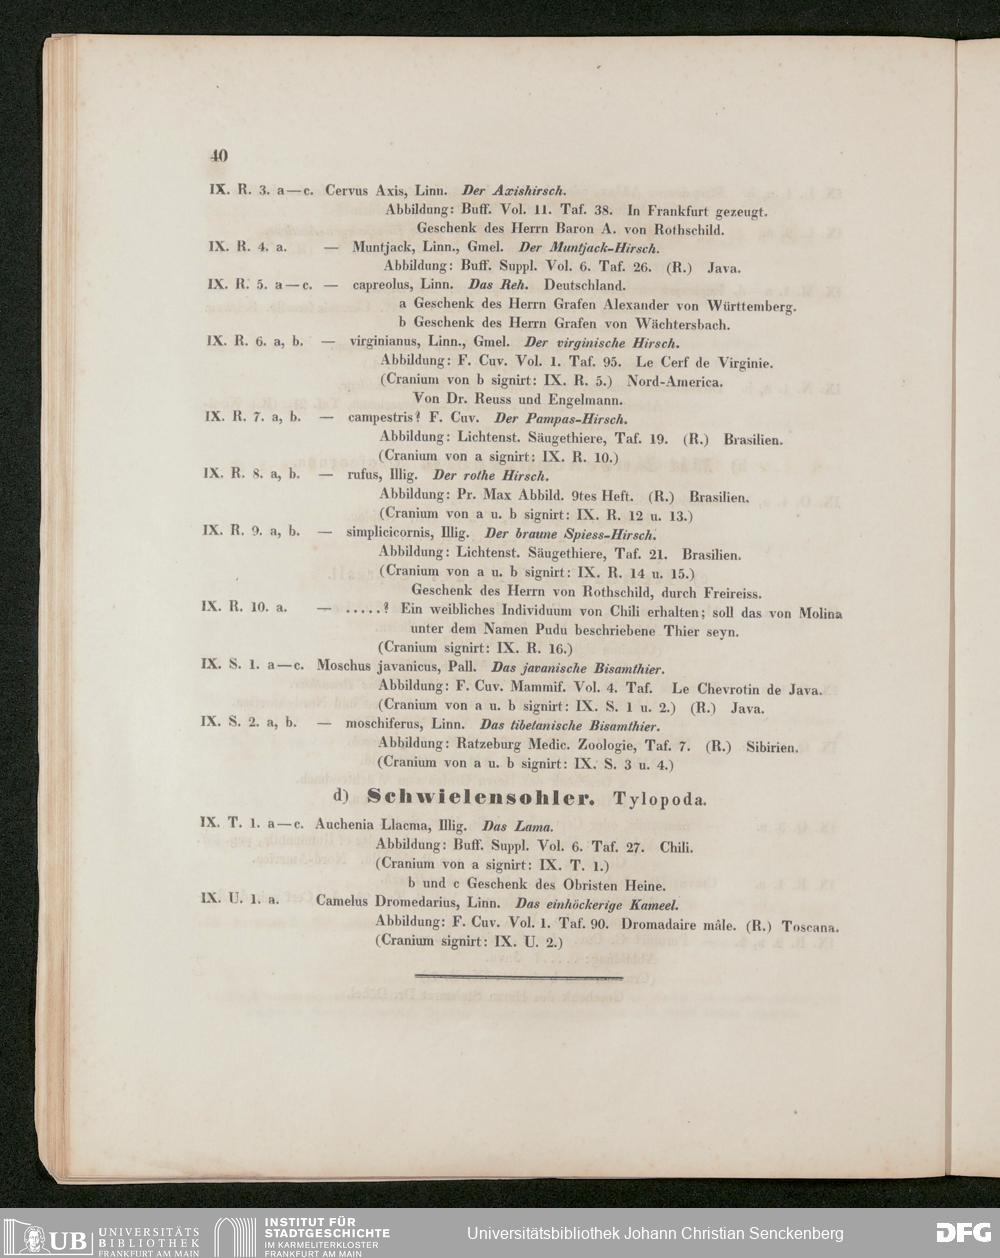 40
IX. R. 3. a—c. Cervus Axis, Linn. Der Axishirsch.
Abbildung: Buff. Vol. 11. Taf. 38. In Frankfurt gezeugt.
Geschenk des Herrn Baron A. von Rothschild.
IX. R. 4. a. — Muntjack, Linn., Gmel. Der Muntjack-Hirsch.
Abbildung: Buff. Suppl. Vol. 6. Taf. 26. (R.) Java.
IX. R. 5. a—c. — capreolus, Linn. Das Reh. Deutschland.
a Geschenk des Herrn Grafen Alexander von Württemberg.
b Geschenk des Herrn Grafen von Wächtersbach.
IX. R. 6. a, b. — virginianus, Linn., Gmel. Der virginische Hirsch.
Abbildung: F. Cuv. Vol. 1. Taf. 95. Le Cerf de Virginie.
(Cranium von b signirt: IX. R. 5.) Nord-America.
Von Dr. Reuss und Engelmann.
IX. R. 7. a, b. — campestris? F. Cuv. Der Pampas-Hirsch.
Abbildung: Lichtenst. Säugethiere, Taf. 19. (R.) Brasilien.
(Cranium von a signirt: IX. R. 10.)
IX. R. 8. a, b. — rufus, Illig. Der rothe Hirsch.
Abbildung: Pr. Max Abbild. 9tes Heft. (R.) Brasilien.
(Cranium von a u. b signirt: IX. R. 12 u. 13.)
IX. R. 9. a, b. — simplicicornis, Illig. Der braune Spiess-Hirsch.
Abbildung: Lichtenst. Säugethiere, Taf. 21. Brasilien.
(Cranium von a u. b signirt: IX. R. 14 u. 15.)
Geschenk des Herrn von Rothschild, durch Freireiss.
IX. R. 10. a. — .....? Ein weibliches Individuum von Chili erhalten; soll das von Molina
unter dem Namen Pudu beschriebene Thier seyn.
(Cranium signirt: IX. R. 16.)
IX. S. 1. a—c. Moschus javanicus, Pall. Das javanische Bisamthier.
Abbildung: F. Cuv. Mammif. Vol. 4. Taf. Le Chevrotin de Java.
(Cranium von a u. b signirt: IX. S. 1 u. 2.) (R.) Java.
IX. S. 2. a, b. — moschiferus, Linn. Das tibetanische Bisamthier.
Abbildung: Ratzeburg Medic. Zoologie, Taf. 7. (R.) Sibirien.
(Cranium von a u. b signirt: IX. S. 3 u. 4.)
d) Schwielensohler. Tylopoda.
IX. T. 1. a—c. Auchenia Llacma, Illig. Das Lama.
Abbildung: Buff. Suppl. Vol. 6. Taf. 27. Chili.
(Cranium von a signirt: IX. T. 1.)
b und c Geschenk des Obristen Heine.
IX. U. 1. a. Camelus Dromedarius, Linn. Das einhöckerige Kameel.
Abbildung: F. Cuv. Vol. 1. Taf. 90. Dromadaire mâle. (R.) Toscana.
(Cranium signirt: IX. U. 2.)
UB UNIVERSITÄTS BIBLIOTHEK FRANKFURT AM MAIN
INSTITUT FÜR STADTGESCHICHTE IM KARMELITERKLOSTER FRANKFURT AM MAIN
Universitätsbibliothek Johann Christian Senckenberg
DFG